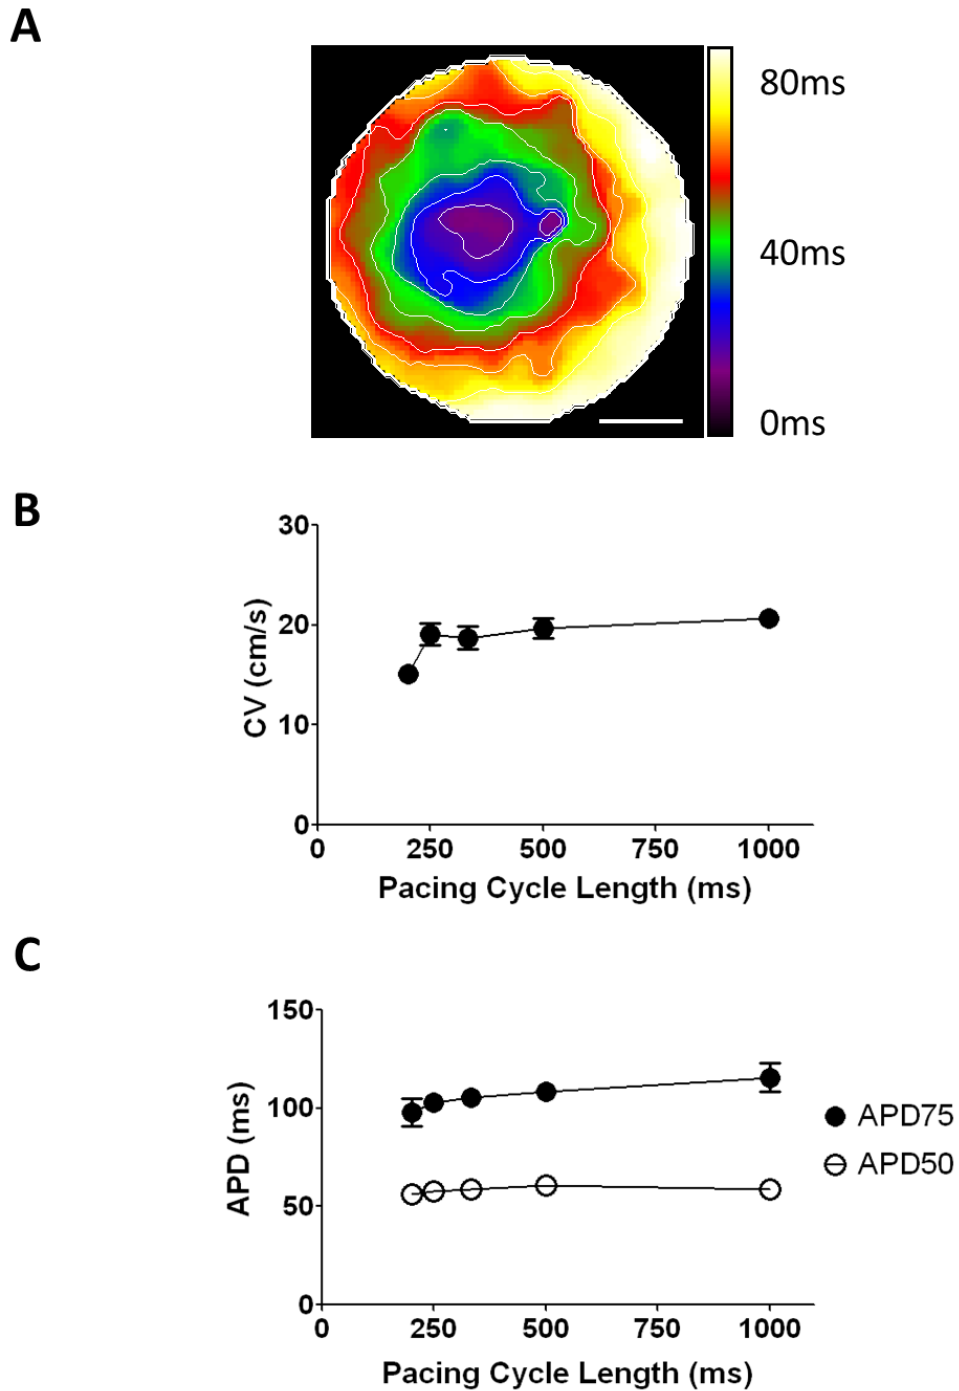 A
80ms
40ms
0ms
B
30
20
10
0
CV (cm/s)
0 250 500 750 1000
Pacing Cycle Length (ms)
C
150
100
50
0
APD (ms)
APD75
APD50
0 250 500 750 1000
Pacing Cycle Length (ms)